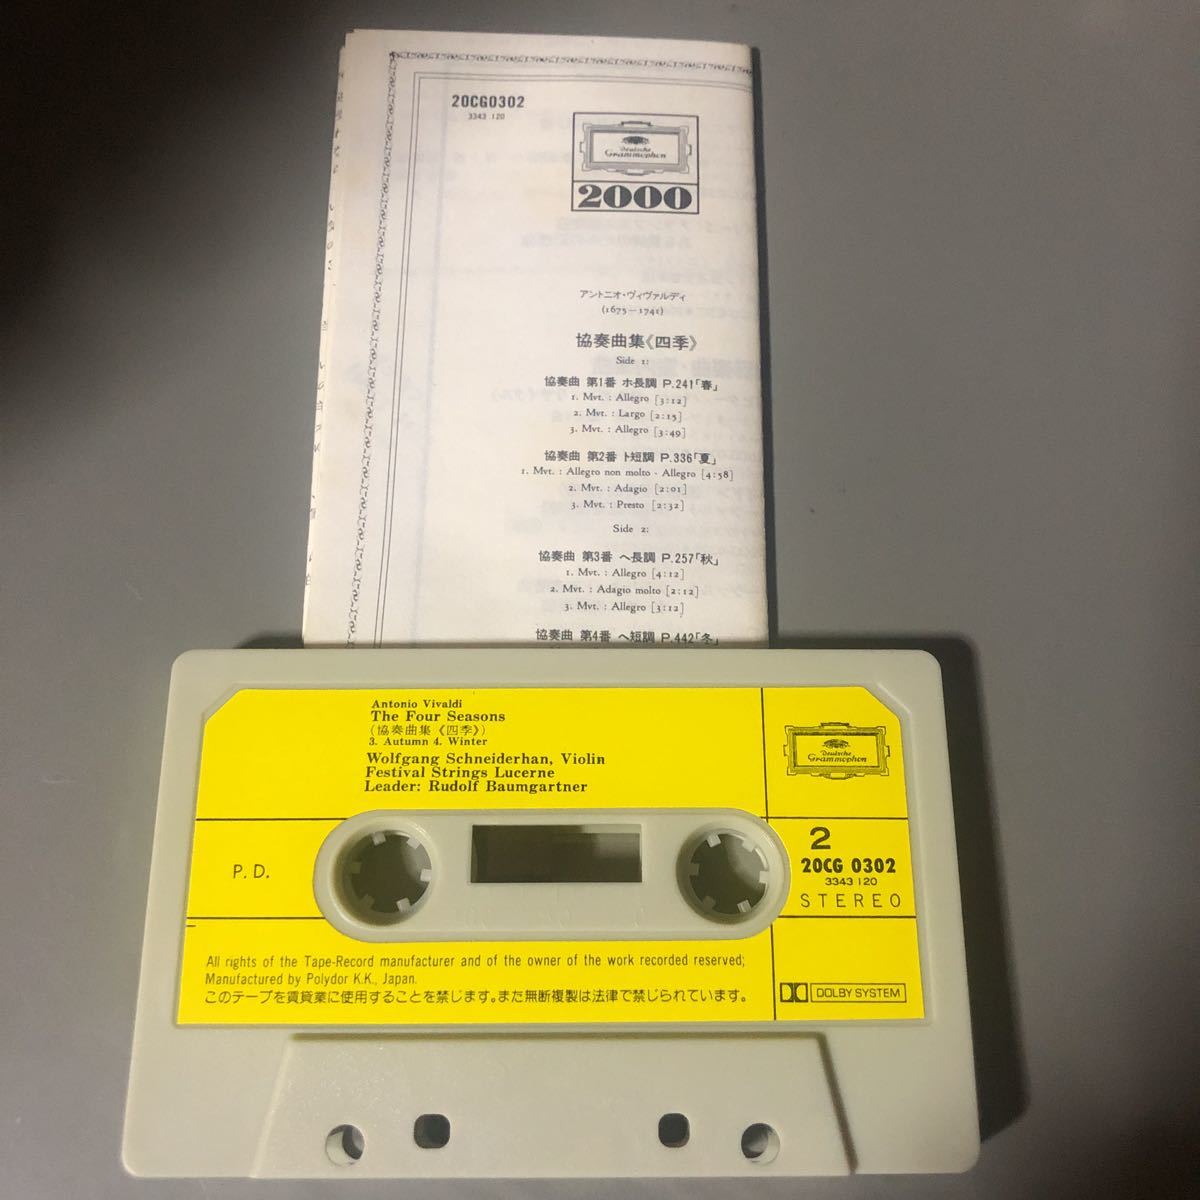 20CG0302
3343 120
Deutsche
Grammophon
2000
アントニオ・ヴィヴァルディ
(1675—1741)
協奏曲集《四季》
Side 1:
協奏曲 第1番 ホ長調 P.241「春」
1. Mvt. : Allegro [3:12]
2. Mvt. : Largo [2:15]
3. Mvt. : Allegro [3:49]
協奏曲 第2番 ト短調 P.336「夏」
1. Mvt. : Allegro non molto - Allegro [4:58]
2. Mvt. : Adagio [2:01]
3. Mvt. : Presto [2:32]
Side 2:
協奏曲 第3番 ヘ長調 P.257「秋」
1. Mvt. : Allegro [4:12]
2. Mvt. : Adagio molto [2:12]
3. Mvt. : Allegro [3:12]
協奏曲 第4番 ヘ短調 P.442「冬」
Antonio Vivaldi
The Four Seasons
(協奏曲集《四季》)
3. Autumn 4. Winter
Wolfgang Schneiderhan, Violin
Festival Strings Lucerne
Leader: Rudolf Baumgartner
Deutsche
Grammophon
P. D.
2
20CG 0302
3343 120
STEREO
All rights of the Tape-Record manufacturer and of the owner of the work recorded reserved;
Manufactured by Polydor K.K., Japan.
このテープを賃貸業に使用することを禁じます。また無断複製は法律で禁じられています。
DOLBY SYSTEM